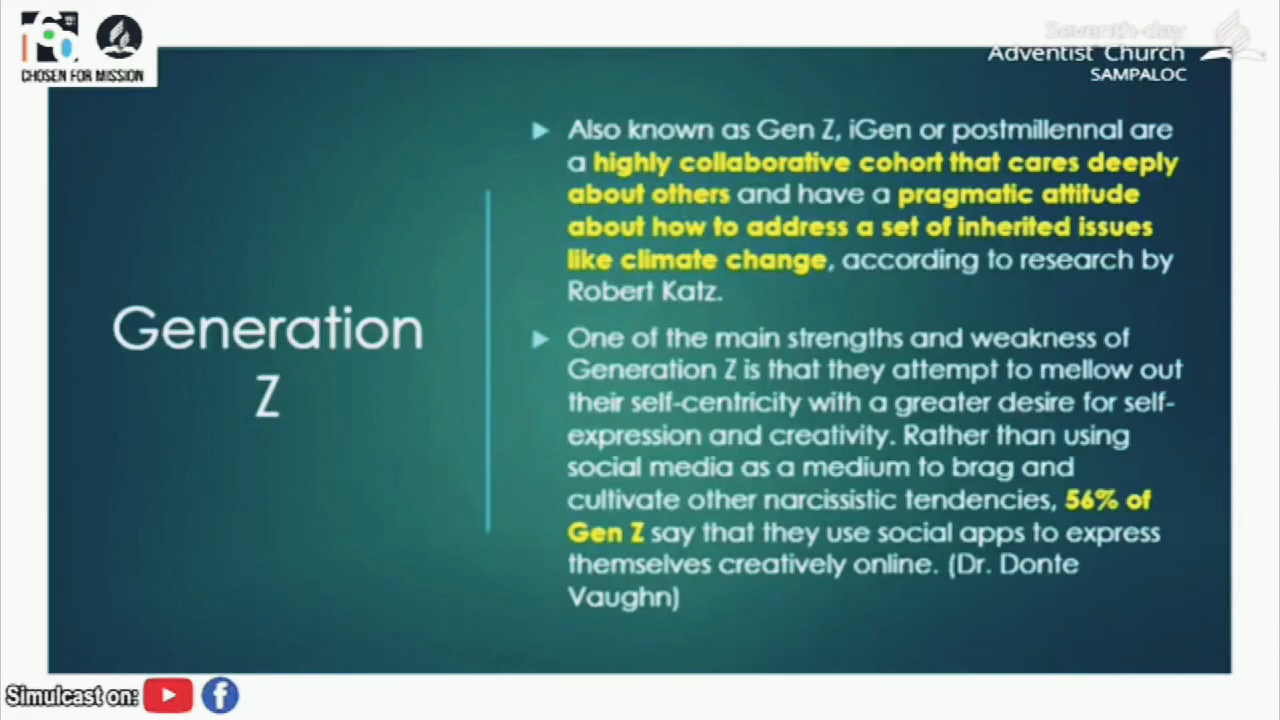 CHOSEN FOR MISSION
Seventh-day
Adventist Church
SAMPALOC
Generation
Z
Also known as Gen Z, iGen or postmillennal are
a highly collaborative cohort that cares deeply
about others and have a pragmatic attitude
about how to address a set of inherited issues
like climate change, according to research by
Robert Katz.
One of the main strengths and weakness of
Generation Z is that they attempt to mellow out
their self-centricity with a greater desire for self-
expression and creativity. Rather than using
social media as a medium to brag and
cultivate other narcissistic tendencies, 56% of
Gen Z say that they use social apps to express
themselves creatively online. (Dr. Donte
Vaughn)
Simulcast on: